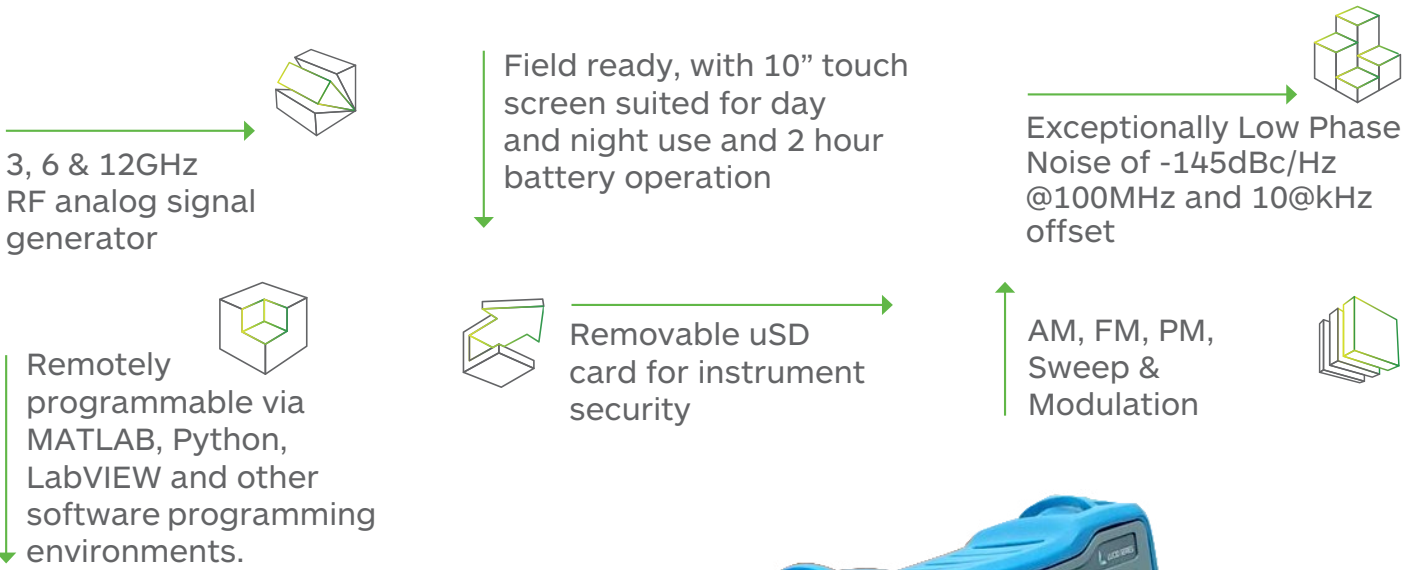 3, 6 & 12GHz
RF analog signal
generator
Field ready, with 10” touch
screen suited for day
and night use and 2 hour
battery operation
Exceptionally Low Phase
Noise of -145dBc/Hz
@100MHz and 10@kHz
offset
Remotely
programmable via
MATLAB, Python,
LabVIEW and other
software programming
environments.
Removable uSD
card for instrument
security
AM, FM, PM,
Sweep &
Modulation
LUCID SERIES